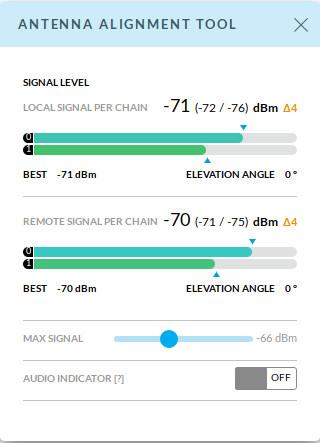 ANTENNA ALIGNMENT TOOL
SIGNAL LEVEL
LOCAL SIGNAL PER CHAIN -71 (-72 / -76) dBm Δ4
0
1
BEST -71 dBm ELEVATION ANGLE 0 °
REMOTE SIGNAL PER CHAIN -70 (-71 / -75) dBm Δ4
0
1
BEST -70 dBm ELEVATION ANGLE 0 °
MAX SIGNAL -66 dBm
AUDIO INDICATOR [?] OFF